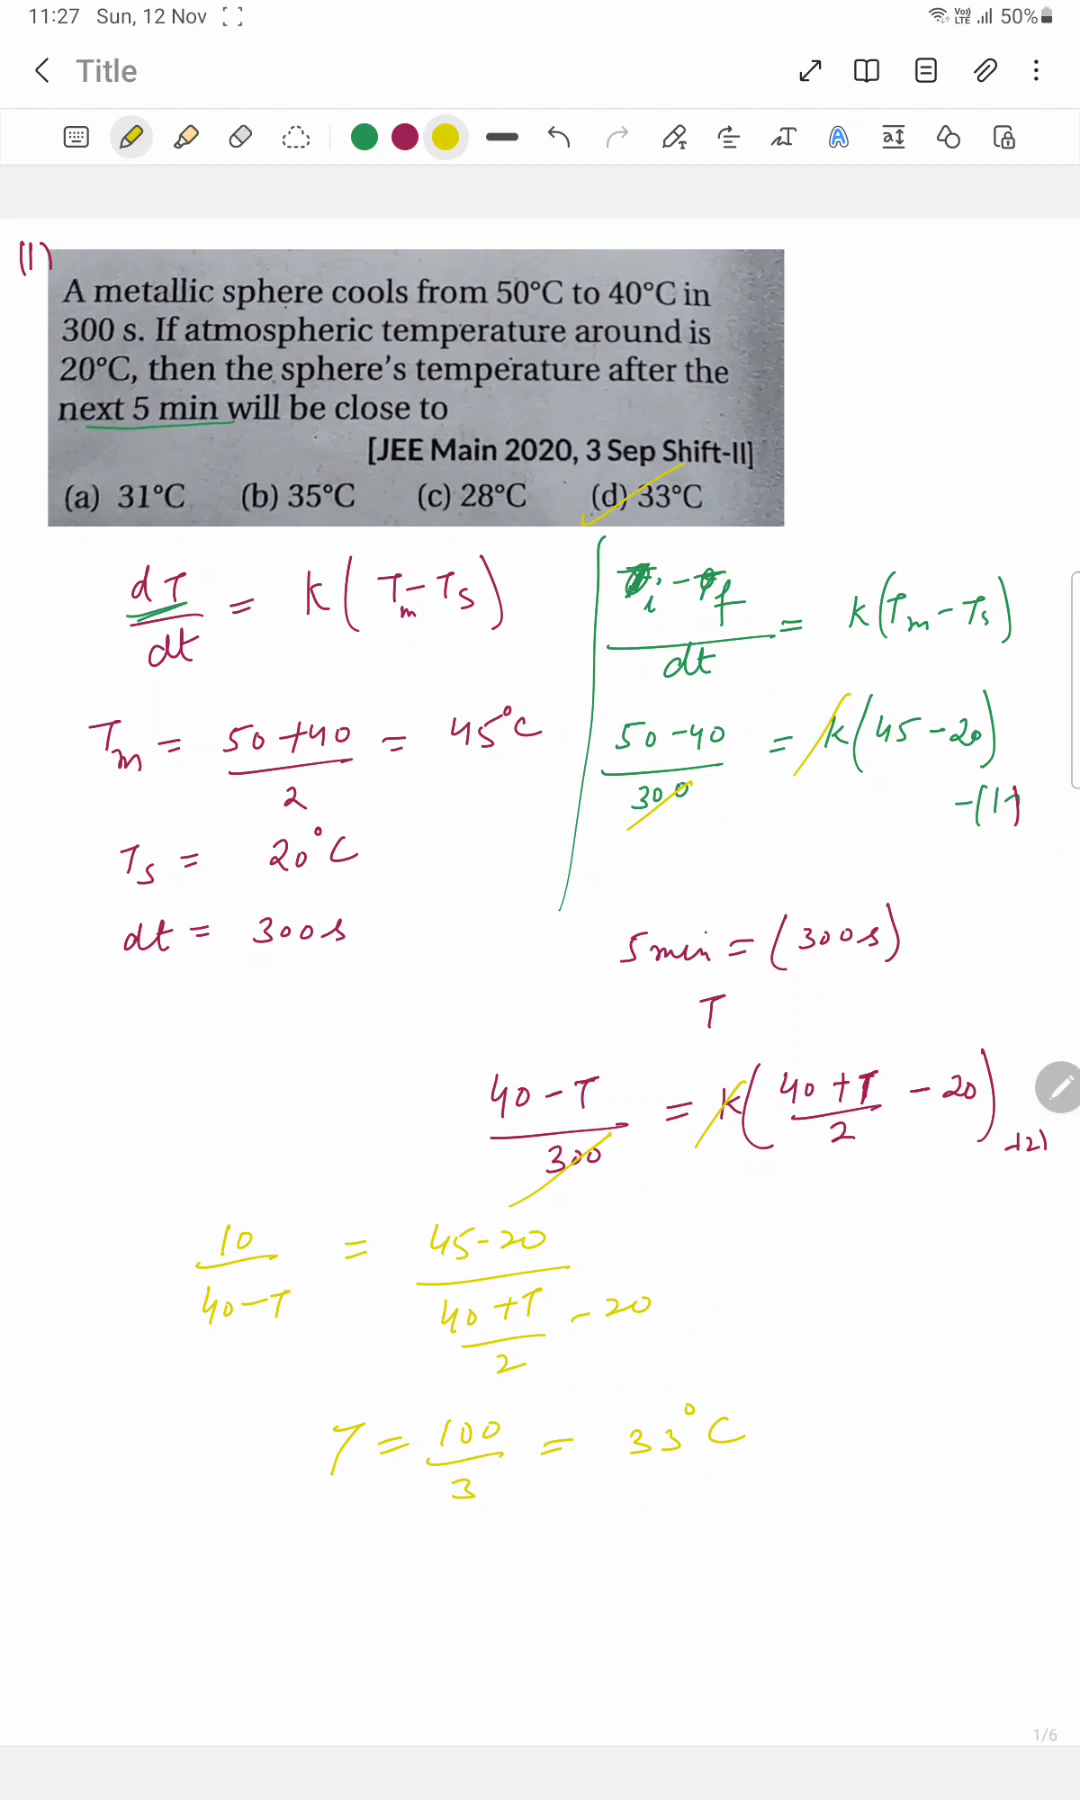 11:27 Sun, 12 Nov
50%
Title
(1)
A metallic sphere cools from 50°C to 40°C in
300 s. If atmospheric temperature around is
20°C, then the sphere's temperature after the
next 5 min will be close to
[JEE Main 2020, 3 Sep Shift-II]
(a) 31°C (b) 35°C (c) 28°C (d) 33°C
dT/dt = k(Tm - Ts)
Tm = (50+40)/2 = 45°C
Ts = 20°C
dt = 300s
(Ti - Tf)/dt = k(Tm - Ts)
(50-40)/300 = k(45-20)
-(1)
5 min = (300s)
T
(40-T)/300 = k((40+T)/2 - 20) -(2)
10/(40-T) = (45-20)/((40+T)/2 - 20)
T = 100/3 = 33°C
1/6